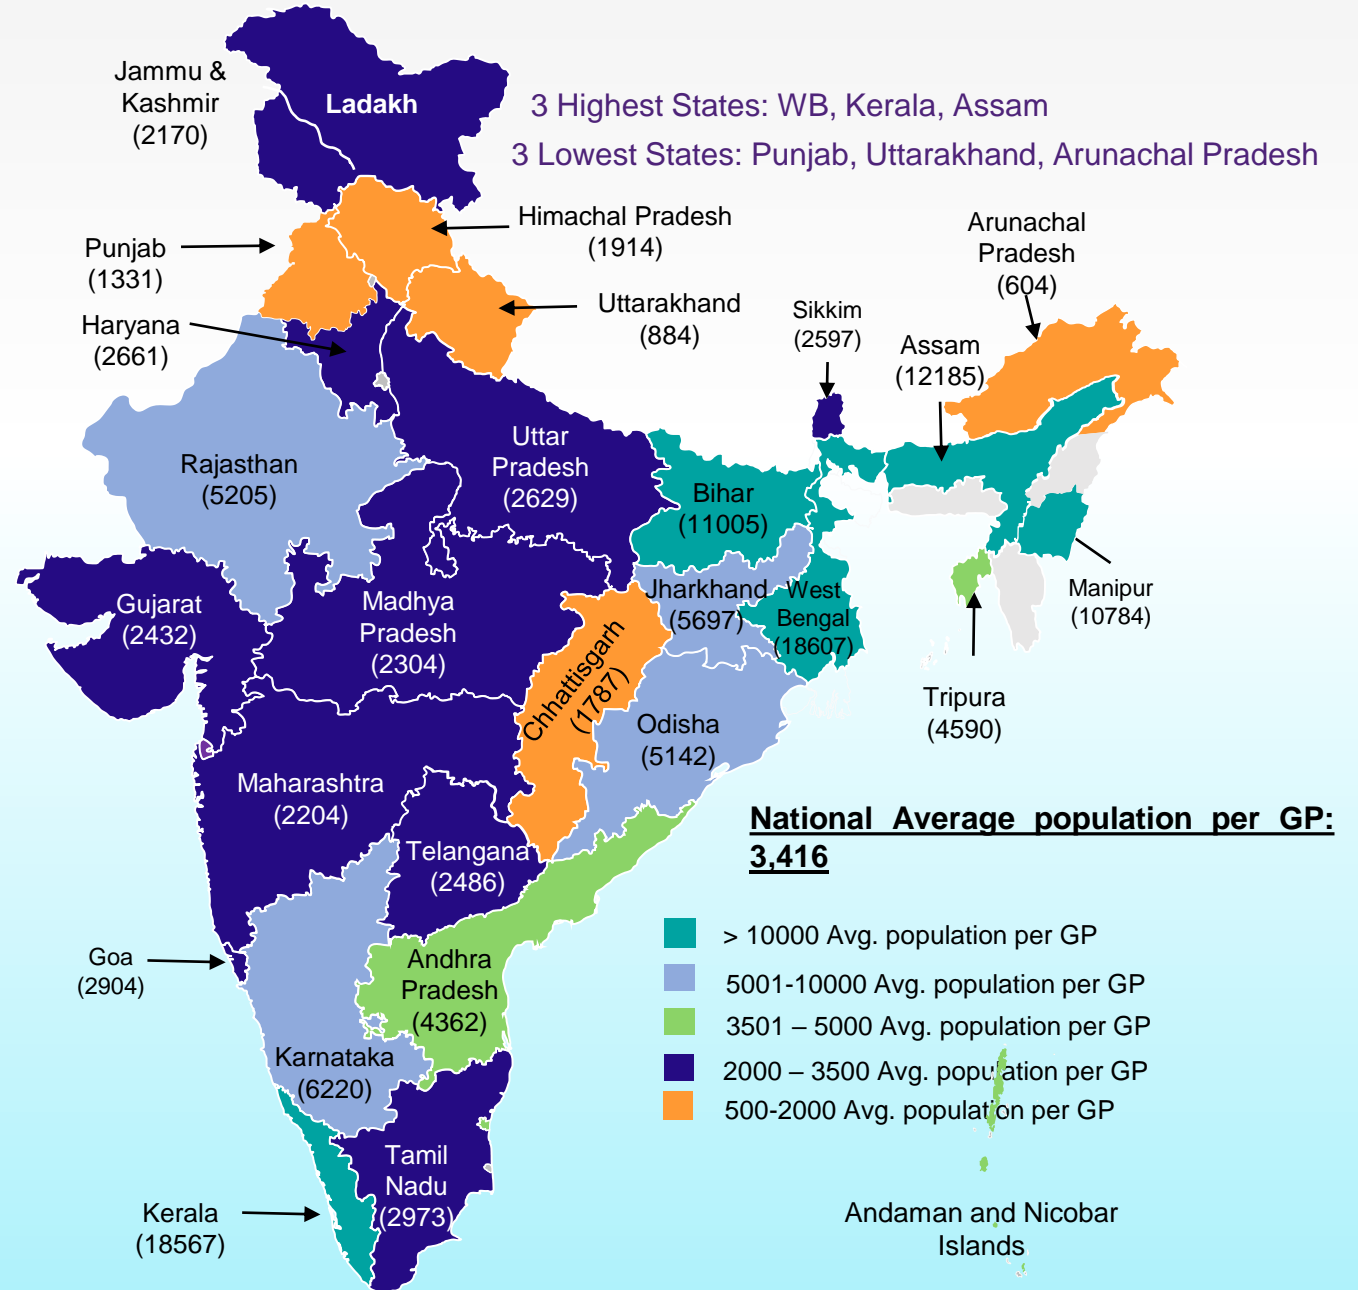 Jammu &
Kashmir
(2170)
Ladakh
3 Highest States: WB, Kerala, Assam
3 Lowest States: Punjab, Uttarakhand, Arunachal Pradesh
Himachal Pradesh
(1914)
Punjab
(1331)
Uttarakhand
(884)
Haryana
(2661)
Arunachal
Pradesh
(604)
Sikkim
(2597)
Assam
(12185)
Rajasthan
(5205)
Uttar
Pradesh
(2629)
Bihar
(11005)
Gujarat
(2432)
Madhya
Pradesh
(2304)
Jharkhand
(5697)
West
Bengal
(18607)
Manipur
(10784)
Chhattisgarh
(1787)
Odisha
(5142)
Tripura
(4590)
Maharashtra
(2204)
Telangana
(2486)
National Average population per GP:
3,416
> 10000 Avg. population per GP
5001-10000 Avg. population per GP
3501 – 5000 Avg. population per GP
2000 – 3500 Avg. population per GP
500-2000 Avg. population per GP
Goa
(2904)
Andhra
Pradesh
(4362)
Karnataka
(6220)
Tamil
Nadu
(2973)
Kerala
(18567)
Andaman and Nicobar
Islands